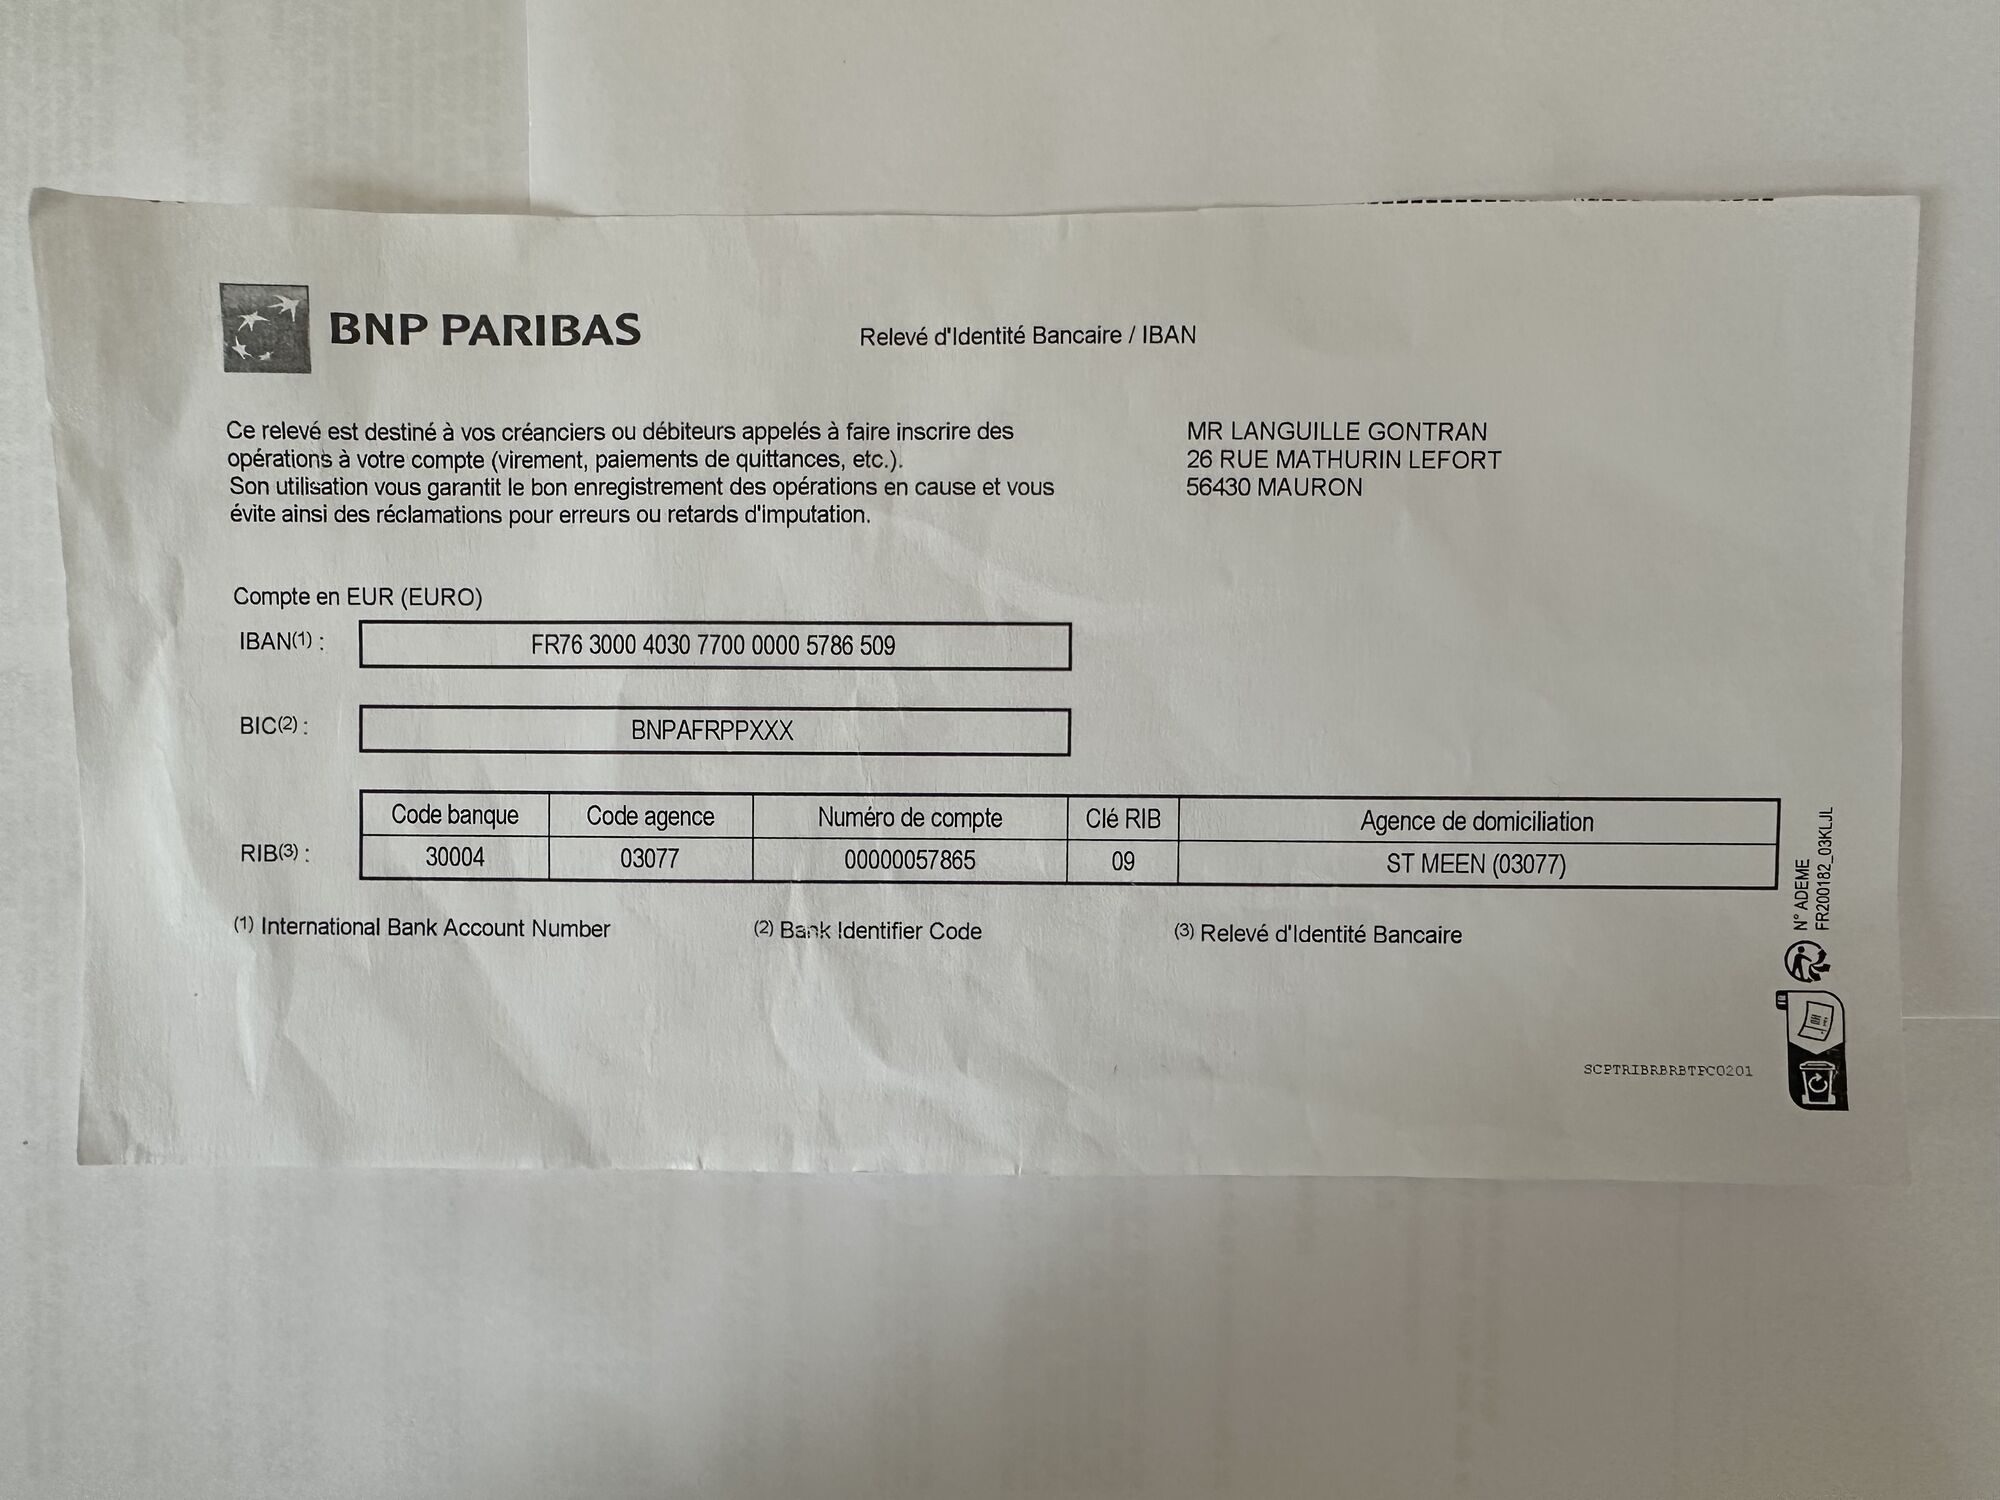 BNP PARIBAS
Relevé d'Identité Bancaire / IBAN
Ce relevé est destiné à vos créanciers ou débiteurs appelés à faire inscrire des
opérations à votre compte (virement, paiements de quittances, etc.).
Son utilisation vous garantit le bon enregistrement des opérations en cause et vous
évite ainsi des réclamations pour erreurs ou retards d'imputation.
MR LANGUILLE GONTRAN
26 RUE MATHURIN LEFORT
56430 MAURON
Compte en EUR (EURO)
IBAN(1) : FR76 3000 4030 7700 0000 5786 509
BIC(2) : BNPAFRPPXXX
Code banque Code agence Numéro de compte Clé RIB Agence de domiciliation
RIB(3) : 30004 03077 00000057865 09 ST MEEN (03077)
(1) International Bank Account Number (2) Bank Identifier Code (3) Relevé d'Identité Bancaire
N° ADEME
FR200182_03KLJL
FR
SCPTRIBRBRBTPC0201